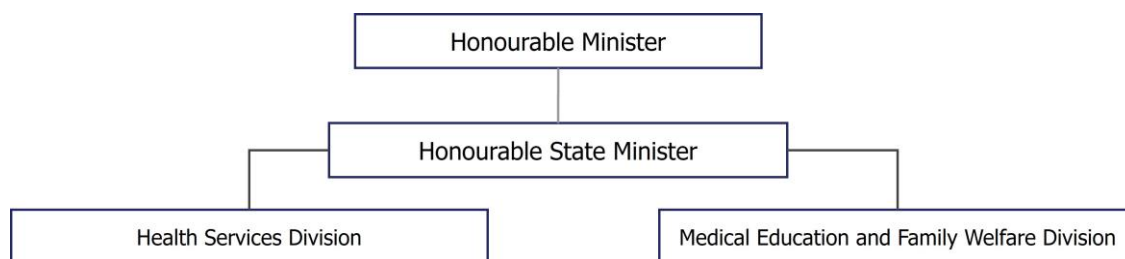 Honourable Minister
Honourable State Minister
Health Services Division
Medical Education and Family Welfare Division